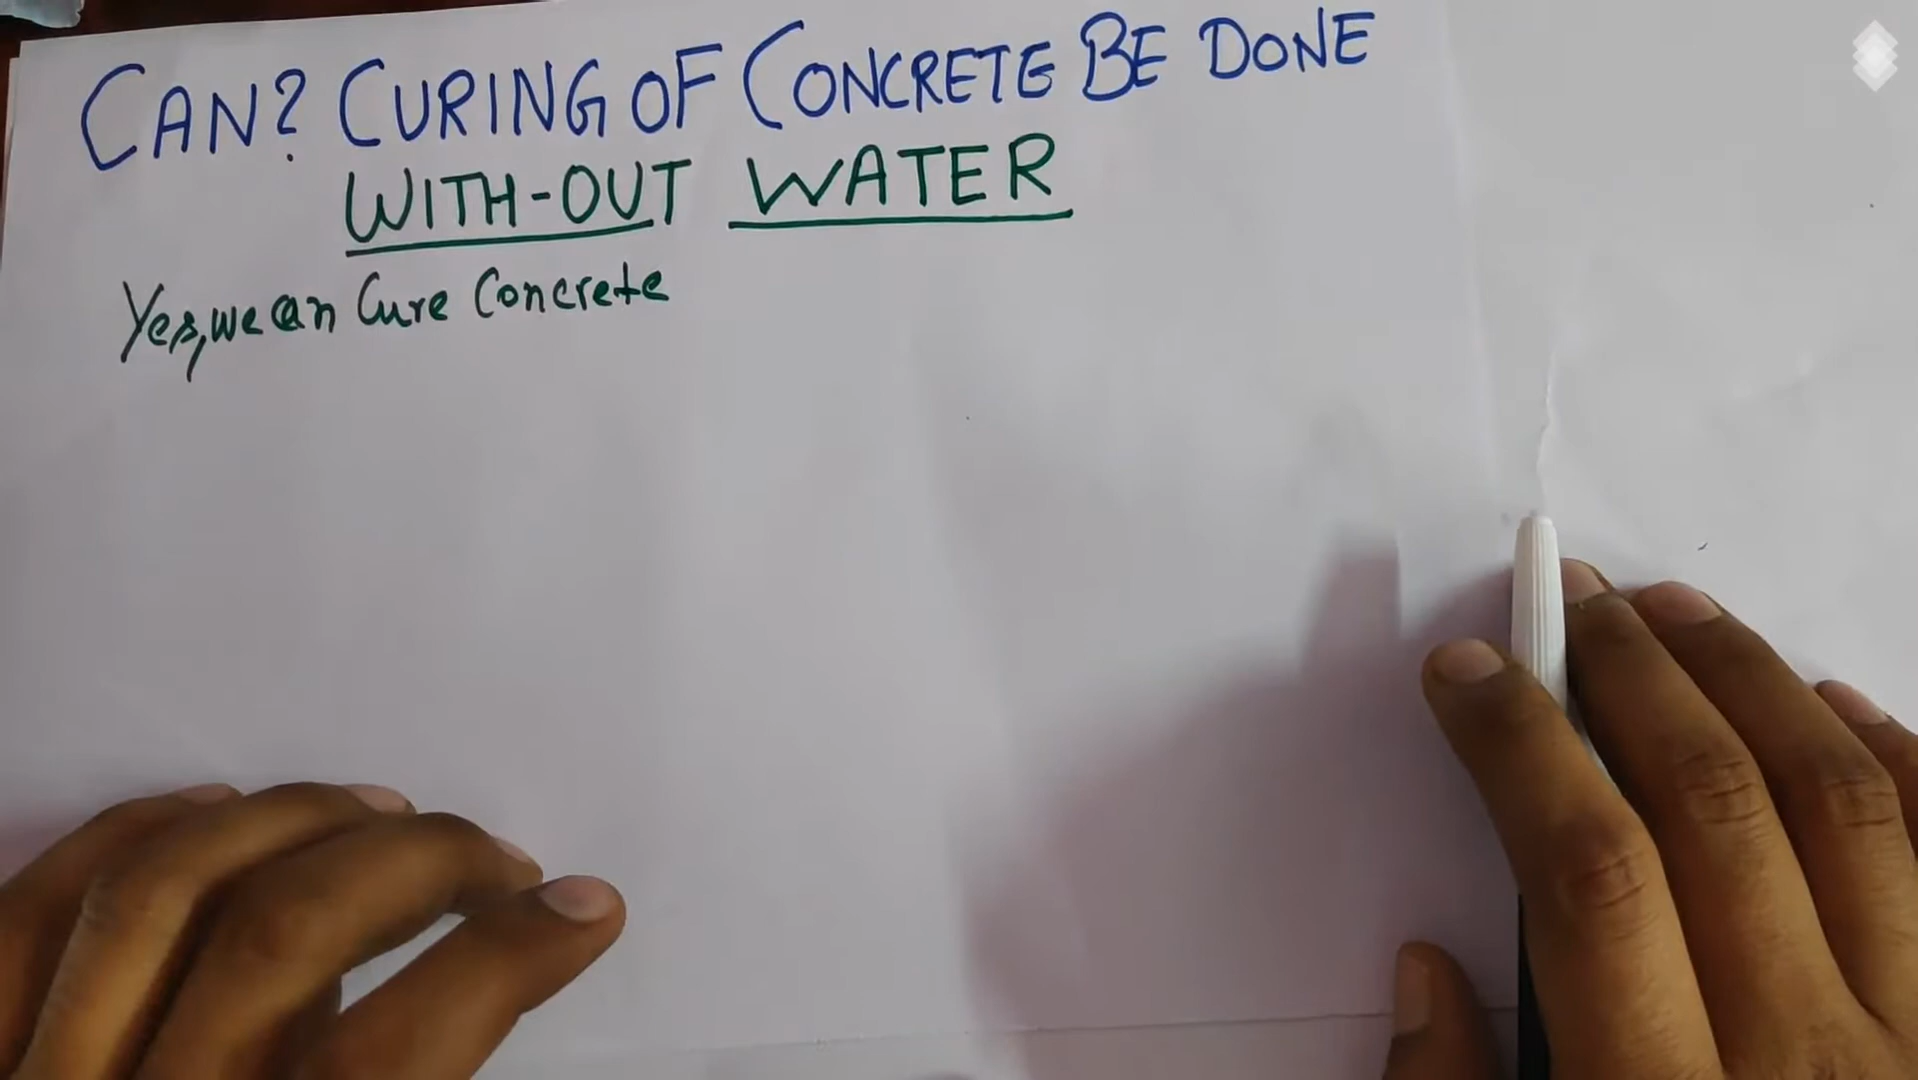 CAN? CURING OF CONCRETE BE DONE
WITH-OUT WATER
Yes, we can Cure Concrete